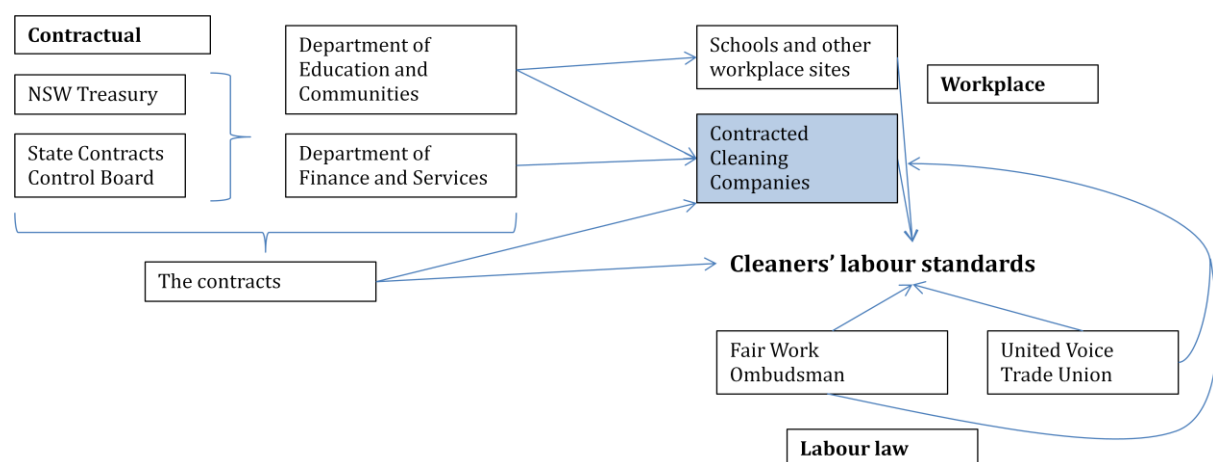 Contractual
NSW Treasury
State Contracts
Control Board
Department of
Education and
Communities
Department of
Finance and Services
The contracts
Schools and other
workplace sites
Workplace
Contracted
Cleaning
Companies
Cleaners’ labour standards
Fair Work
Ombudsman
United Voice
Trade Union
Labour law